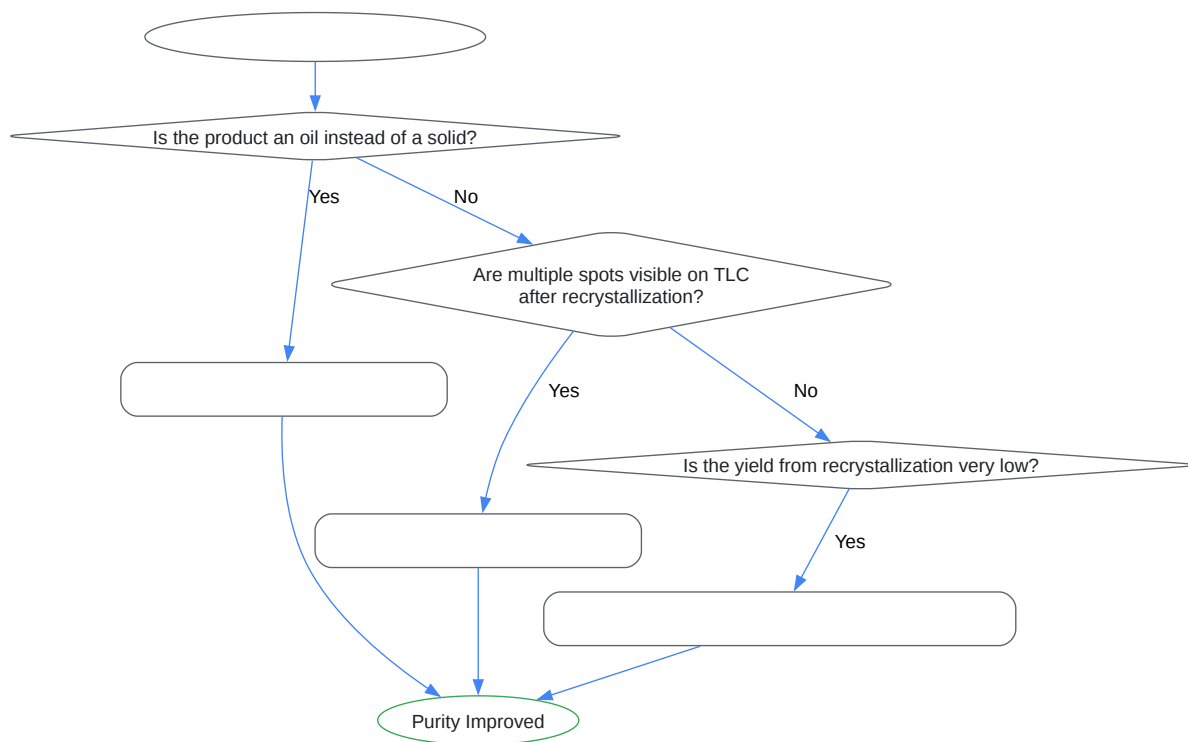 Is the product an oil instead of a solid?
Yes
No
Are multiple spots visible on TLC
after recrystallization?
Yes
No
Is the yield from recrystallization very low?
Yes
Purity Improved